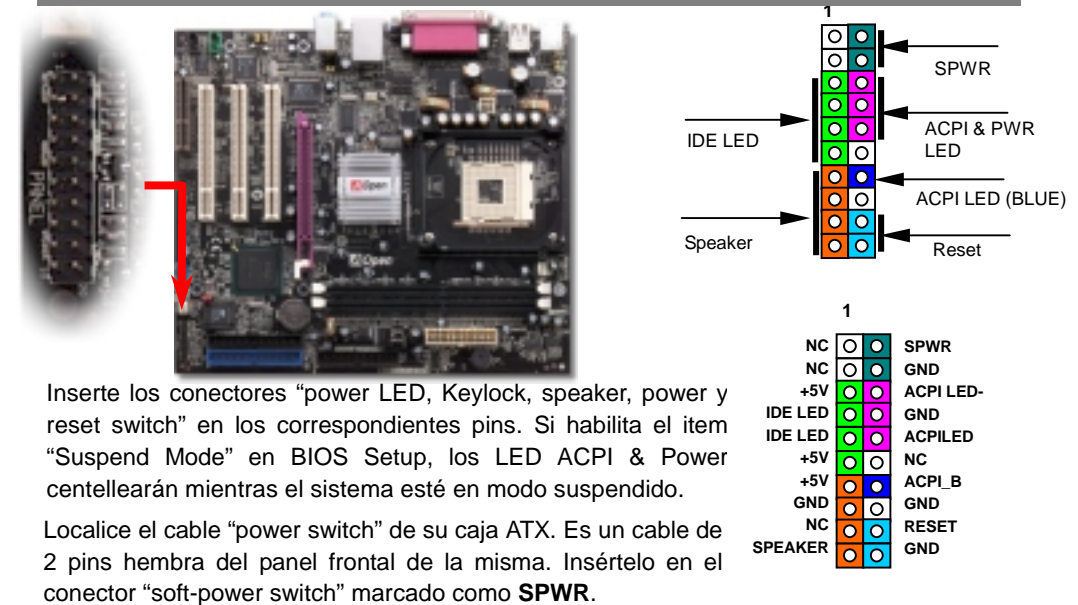 1
SPWR
IDE LED
ACPI & PWR
LED
ACPI LED (BLUE)
Speaker
Reset
PANEL
AOpen
AOpen
1
NC SPWR
NC GND
+5V ACPI LED-
IDE LED GND
IDE LED ACPILED
+5V NC
+5V ACPI_B
GND GND
NC RESET
SPEAKER GND
Inserte los conectores “power LED, Keylock, speaker, power y
reset switch” en los correspondientes pins. Si habilita el item
“Suspend Mode” en BIOS Setup, los LED ACPI & Power
centellearán mientras el sistema esté en modo suspendido.
Localice el cable “power switch” de su caja ATX. Es un cable de
2 pins hembra del panel frontal de la misma. Insértelo en el
conector “soft-power switch” marcado como SPWR.